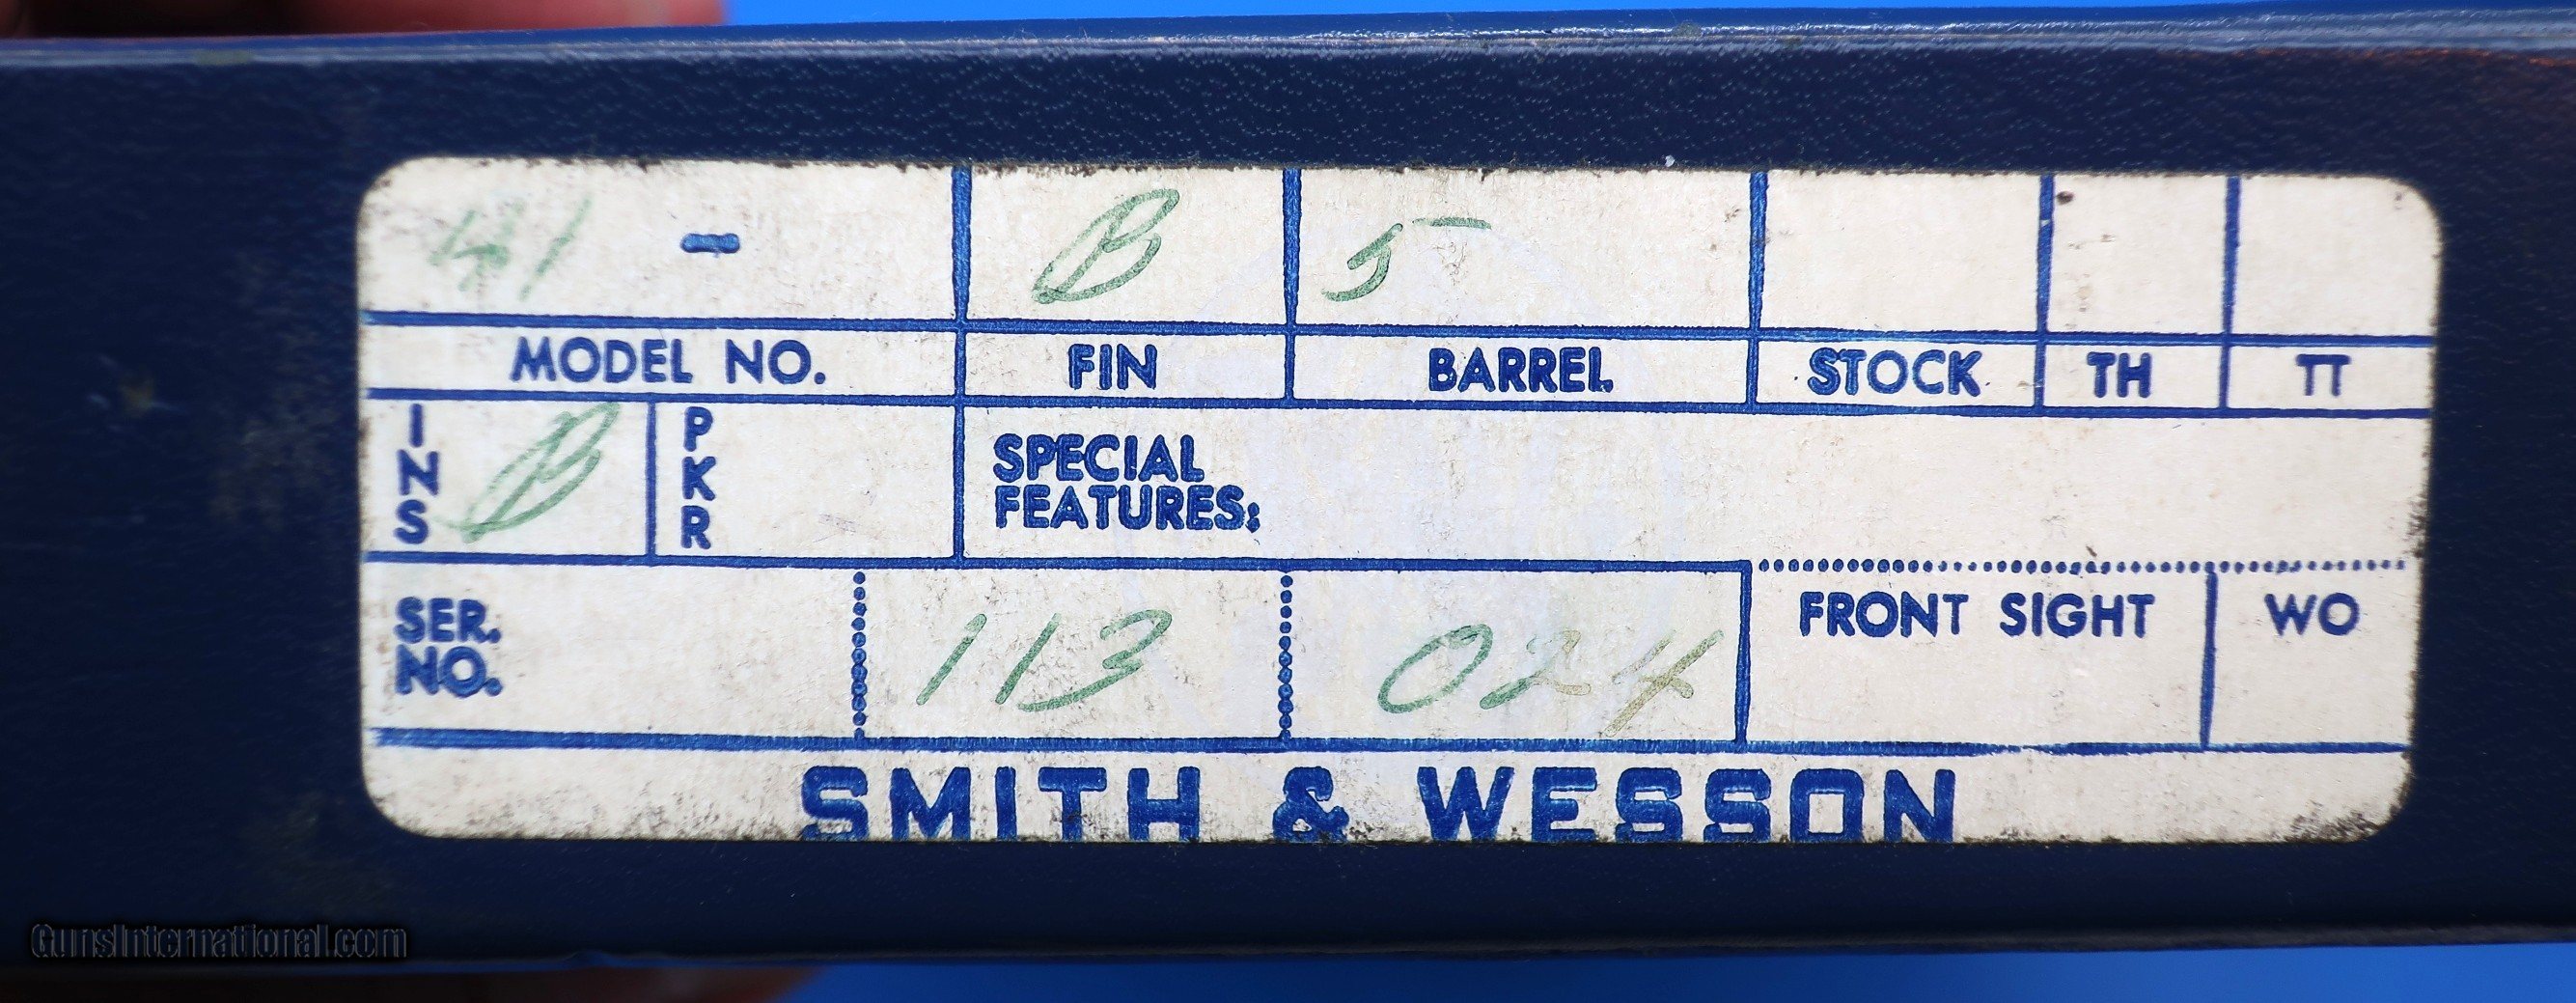 41 - B 5
MODEL NO. FIN BARREL STOCK TH TT
INS B PKR SPECIAL
FEATURES:
SER.
NO. 113 024 FRONT SIGHT WO
SMITH & WESSON
GunsInternational.com